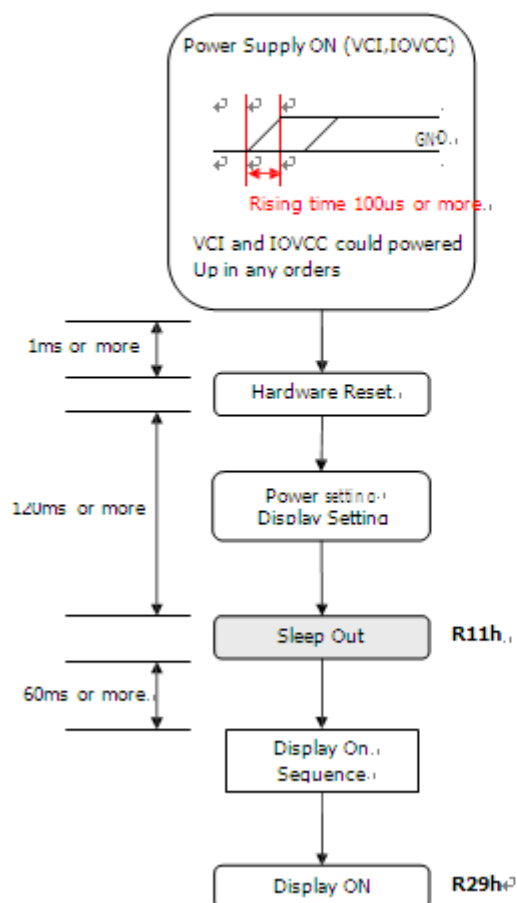 Power Supply ON (VCI,IOVCC)
GND
Rising time 100us or more
VCI and IOVCC could powered
Up in any orders
1ms or more
Hardware Reset
120ms or more
Power setting
Display Setting
Sleep Out
R11h
60ms or more
Display On
Sequence
Display ON
R29h